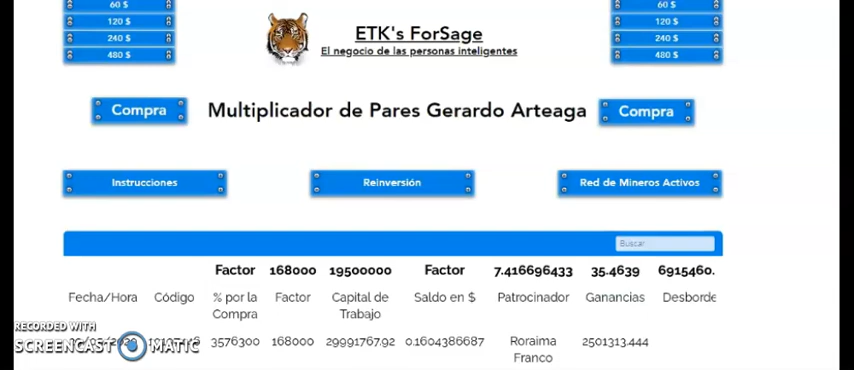 60 $
60 $
120 $
120 $
240 $
240 $
480 $
480 $
ETK's ForSage
El negocio de las personas inteligentes
Compra
Multiplicador de Pares Gerardo Arteaga
Compra
Instrucciones
Reinversión
Red de Mineros Activos
Buscar
Factor 168000 19500000 Factor 7.416696433 35.4639 6915460.
Fecha/Hora Código % por la Compra Factor Capital de Trabajo Saldo en $ Patrocinador Ganancias Desborde
3576300 168000 29991767.92 0.1604386687 Roraima Franco 2501313.444
RECORDED WITH
SCREENCAST MATIC